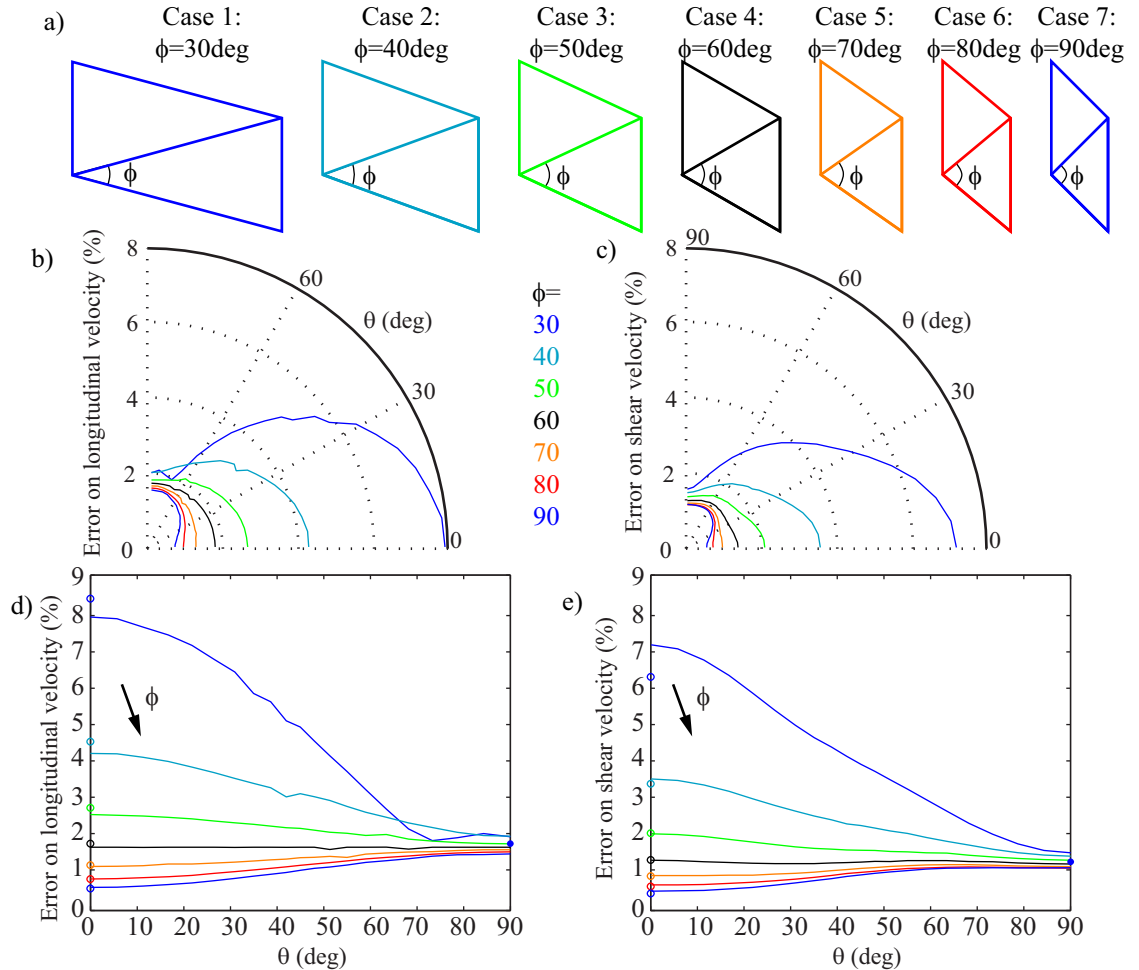 a)
Case 1: Case 2: Case 3: Case 4: Case 5: Case 6: Case 7:
ϕ=30deg ϕ=40deg ϕ=50deg ϕ=60deg ϕ=70deg ϕ=80deg ϕ=90deg
ϕ ϕ ϕ ϕ ϕ ϕ ϕ
b)
Error on longitudinal velocity (%)
8
6
4
2
0
60
θ (deg)
30
0
ϕ=
30
40
50
60
70
80
90
c)
Error on shear velocity (%)
8
6
4
2
0
90
60
θ (deg)
30
0
d)
Error on longitudinal velocity (%)
9
8
7
6
5
4
3
2
1
0
ϕ
0 10 20 30 40 50 60 70 80 90
θ (deg)
e)
Error on shear velocity (%)
9
8
7
6
5
4
3
2
1
0
ϕ
0 10 20 30 40 50 60 70 80 90
θ (deg)